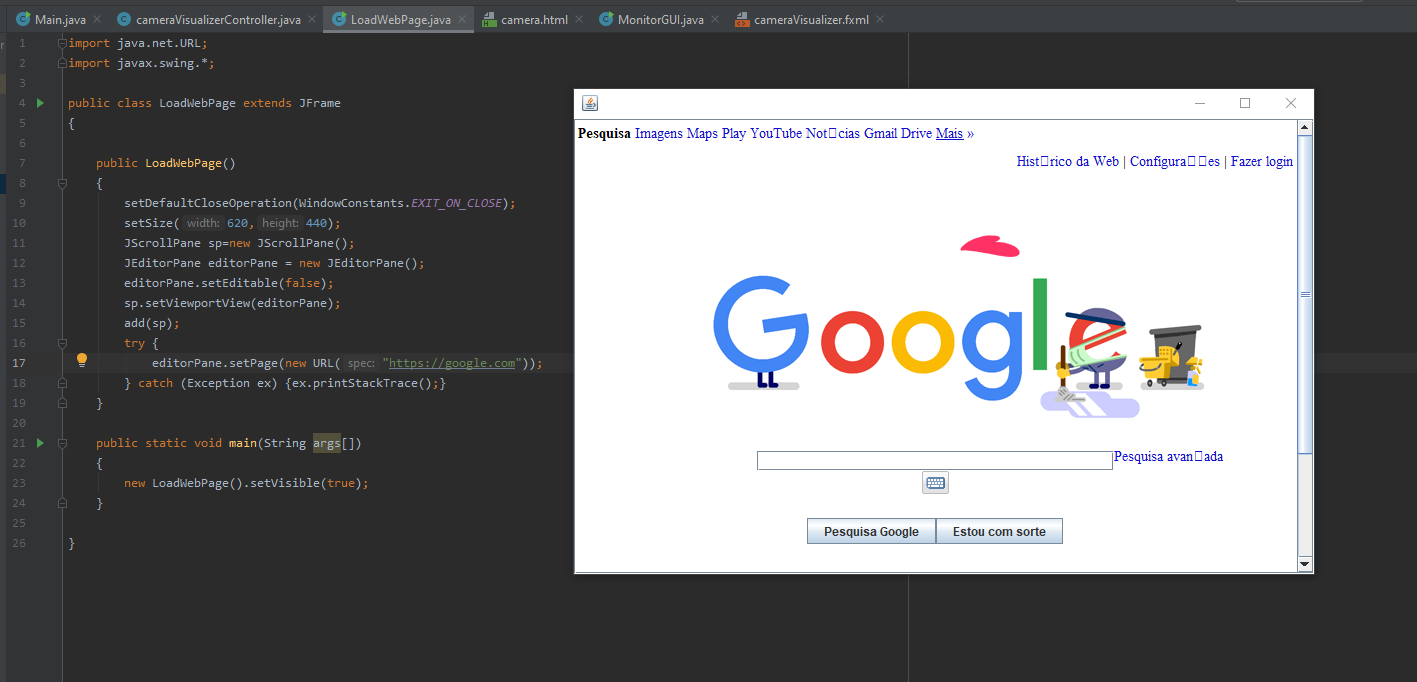 Main.java cameraVisualizerController.java LoadWebPage.java camera.html MonitorGUI.java cameraVisualizer.fxml
1 import java.net.URL;
2 import javax.swing.*;
3
4 public class LoadWebPage extends JFrame
5 {
6
7 public LoadWebPage()
8 {
9 setDefaultCloseOperation(WindowConstants.EXIT_ON_CLOSE);
10 setSize( width: 620, height: 440);
11 JScrollPane sp=new JScrollPane();
12 JEditorPane editorPane = new JEditorPane();
13 editorPane.setEditable(false);
14 sp.setViewportView(editorPane);
15 add(sp);
16 try {
17 editorPane.setPage(new URL( spec: "https://google.com"));
18 } catch (Exception ex) {ex.printStackTrace();}
19 }
20
21 public static void main(String args[])
22 {
23 new LoadWebPage().setVisible(true);
24 }
25
26 }
Pesquisa Imagens Maps Play YouTube Not□cias Gmail Drive Mais »
Hist□rico da Web | Configura□□es | Fazer login
Google
Pesquisa avan□ada
Pesquisa Google Estou com sorte